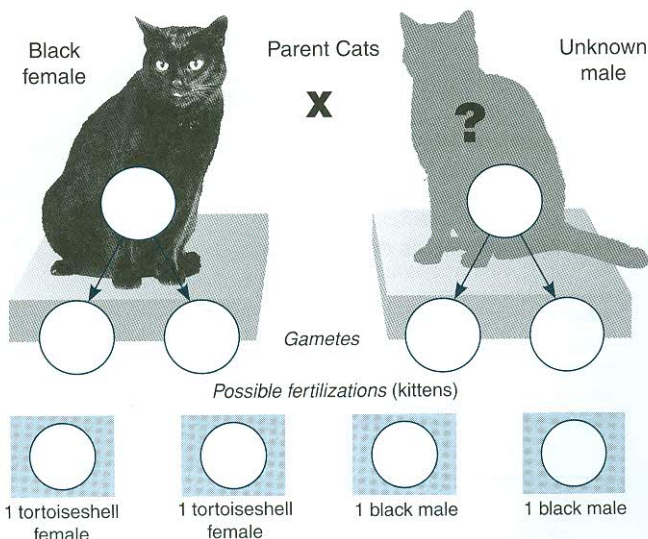 Black
female
Parent Cats
X
Unknown
male
?
Gametes
Possible fertilizations (kittens)
1 tortoiseshell
female
1 tortoiseshell
female
1 black male
1 black male